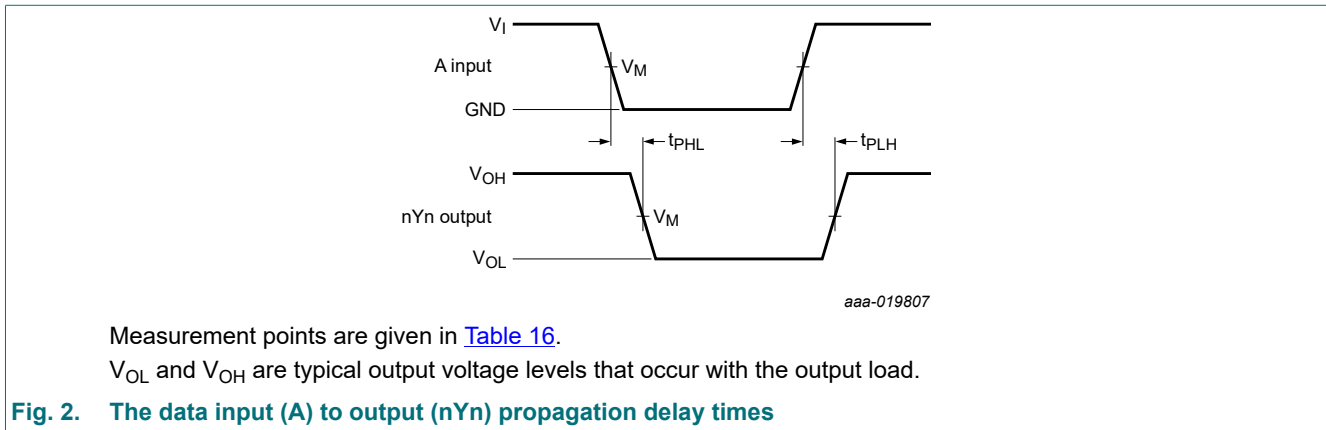 VI
A input
VM
GND
tPHL
tPLH
VOH
nYn output
VM
VOL
aaa-019807
Measurement points are given in Table 16.
VOL and VOH are typical output voltage levels that occur with the output load.
Fig. 2. The data input (A) to output (nYn) propagation delay times